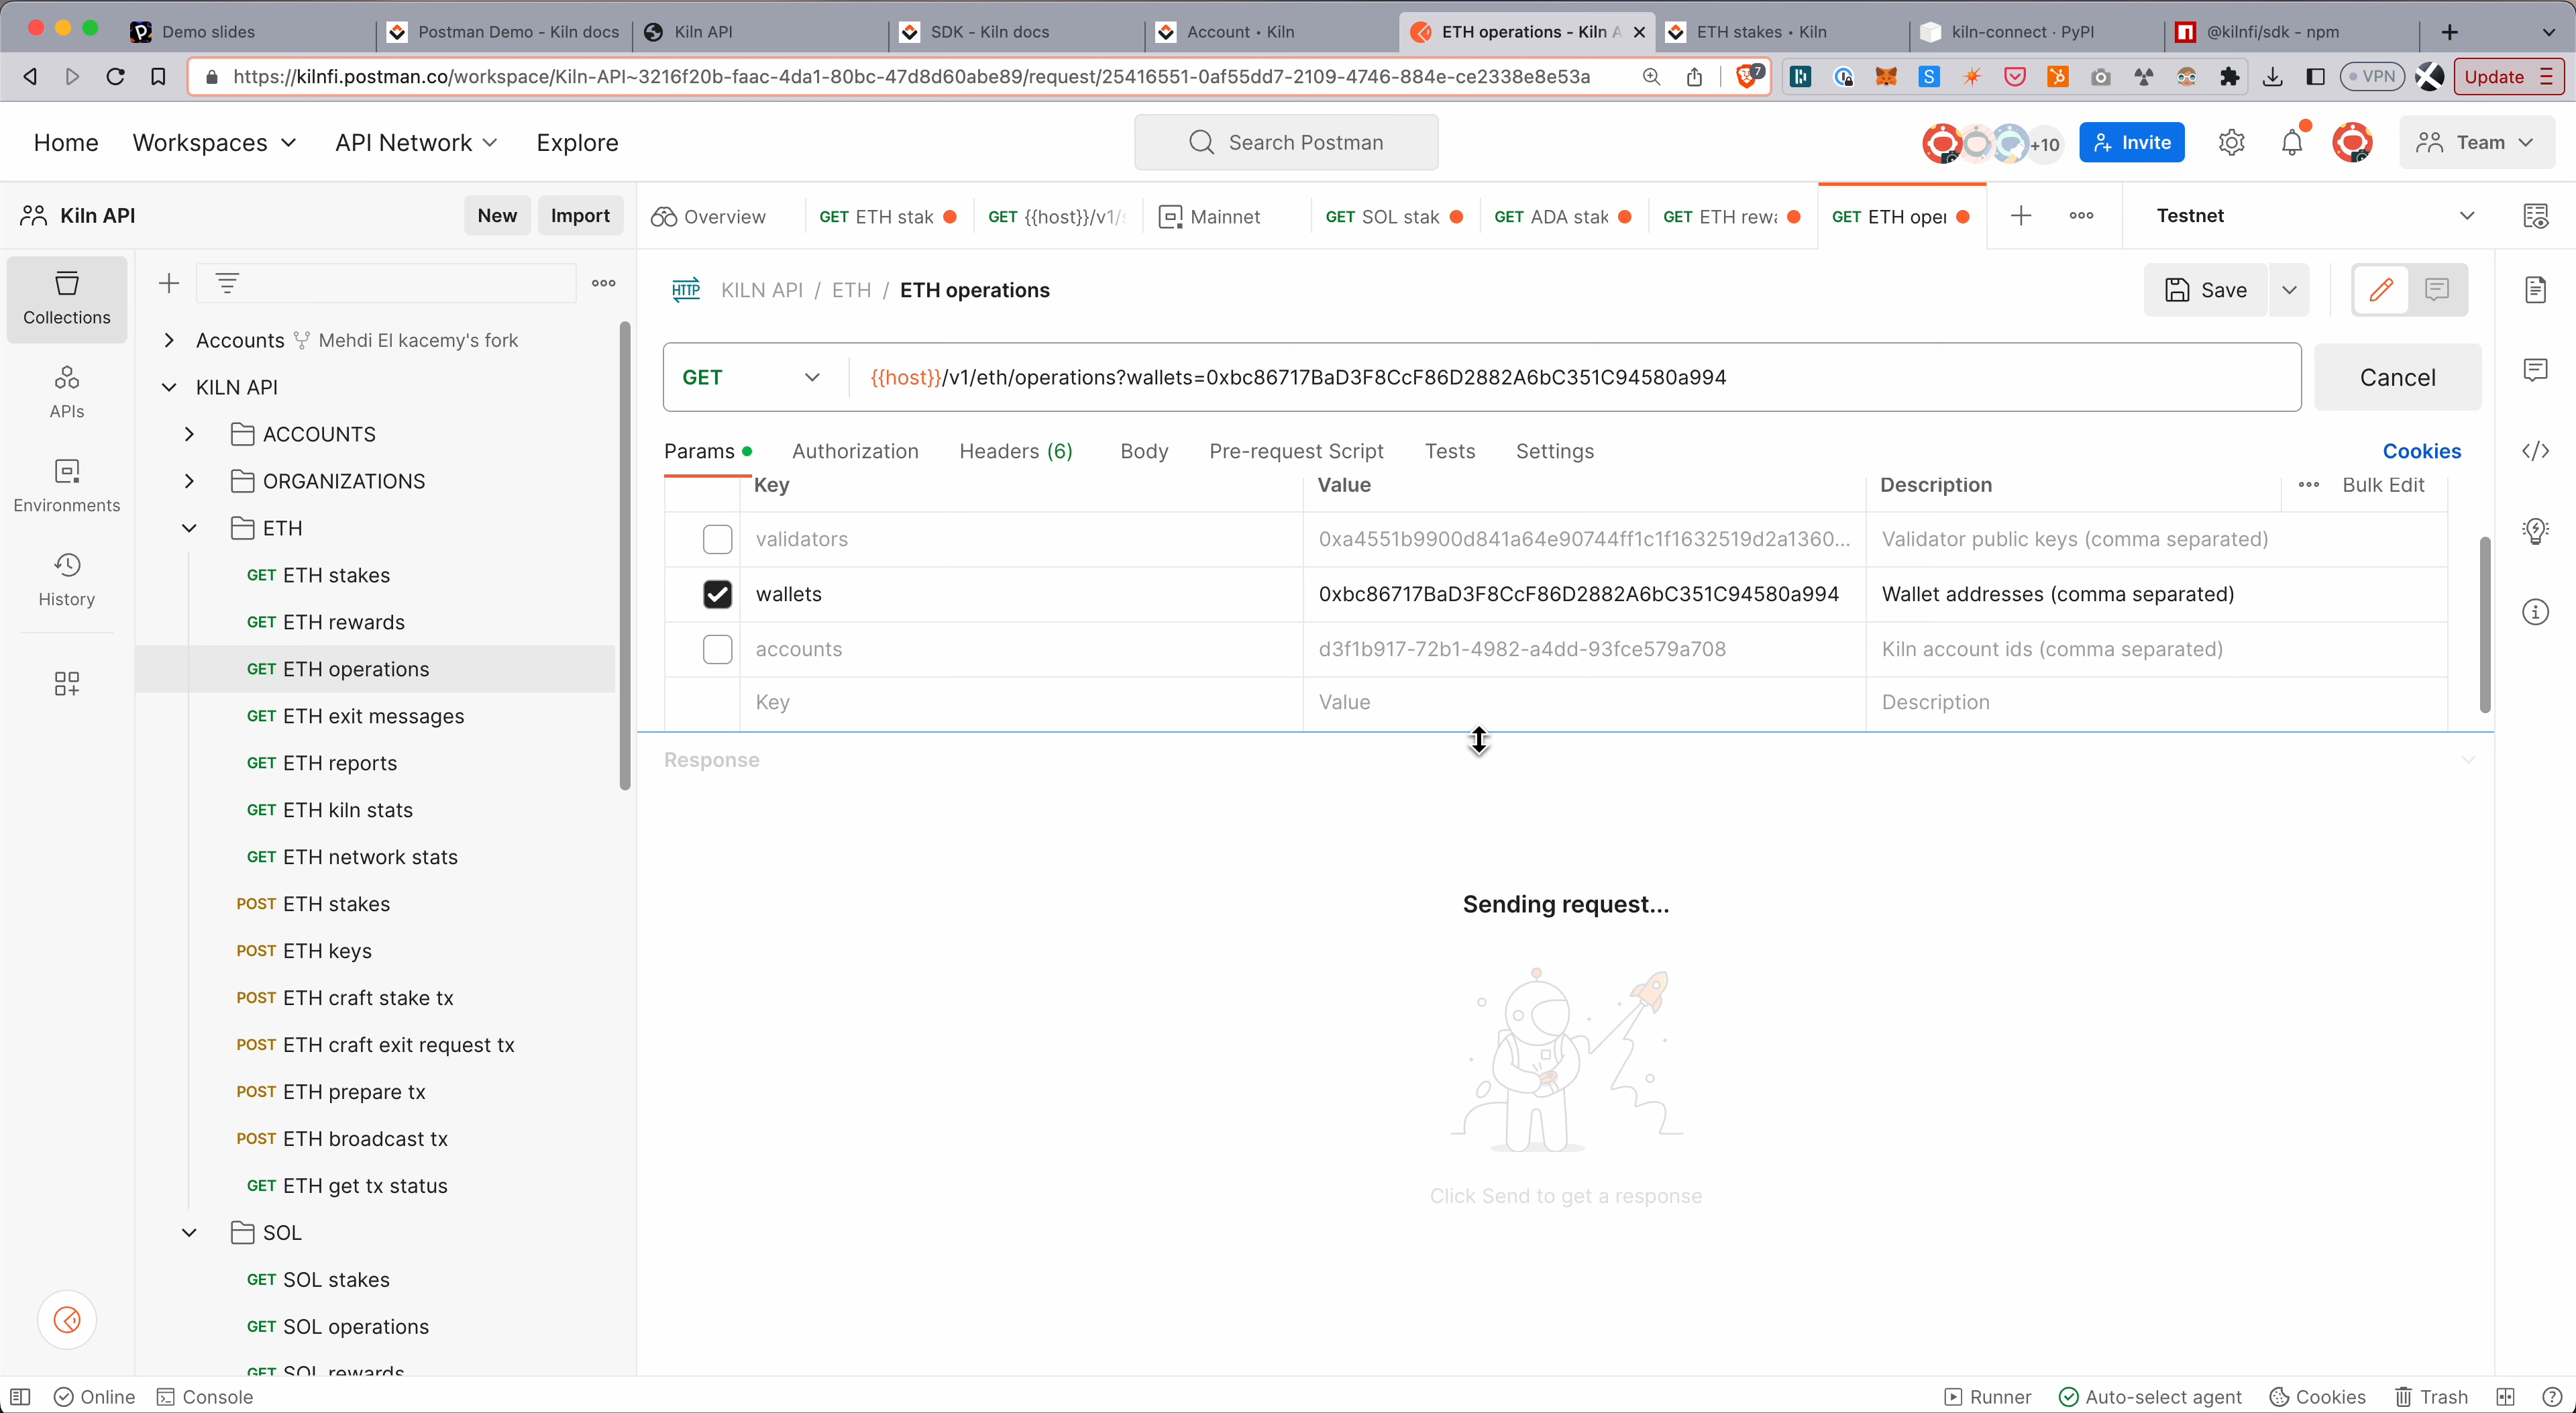 Demo slides
Postman Demo - Kiln docs
Kiln API
SDK - Kiln docs
Account • Kiln
ETH operations - Kiln A
ETH stakes • Kiln
kiln-connect · PyPI
@kilnfi/sdk - npm
https://kilnfi.postman.co/workspace/Kiln-API~3216f20b-faac-4da1-80bc-47d8d60abe89/request/25416551-0af55dd7-2109-4746-884e-ce2338e8e53a
7
VPN
Update
Home
Workspaces
API Network
Explore
Search Postman
+10
Invite
Team
Kiln API
New
Import
Overview
GET ETH stak
GET {{host}}/v1/s
Mainnet
GET SOL stak
GET ADA stak
GET ETH rewa
GET ETH oper
Testnet
Collections
APIs
Environments
History
Accounts Mehdi El kacemy's fork
KILN API
ACCOUNTS
ORGANIZATIONS
ETH
GET ETH stakes
GET ETH rewards
GET ETH operations
GET ETH exit messages
GET ETH reports
GET ETH kiln stats
GET ETH network stats
POST ETH stakes
POST ETH keys
POST ETH craft stake tx
POST ETH craft exit request tx
POST ETH prepare tx
POST ETH broadcast tx
GET ETH get tx status
SOL
GET SOL stakes
GET SOL operations
GET SOL rewards
HTTP KILN API / ETH / ETH operations
Save
GET {{host}}/v1/eth/operations?wallets=0xbc86717BaD3F8CcF86D2882A6bC351C94580a994
Cancel
Params Authorization Headers (6) Body Pre-request Script Tests Settings Cookies
Key Value Description Bulk Edit
validators 0xa4551b9900d841a64e90744ff1c1f1632519d2a1360... Validator public keys (comma separated)
wallets 0xbc86717BaD3F8CcF86D2882A6bC351C94580a994 Wallet addresses (comma separated)
accounts d3f1b917-72b1-4982-a4dd-93fce579a708 Kiln account ids (comma separated)
Key Value Description
Response
Sending request...
Click Send to get a response
Online
Console
Runner
Auto-select agent
Cookies
Trash